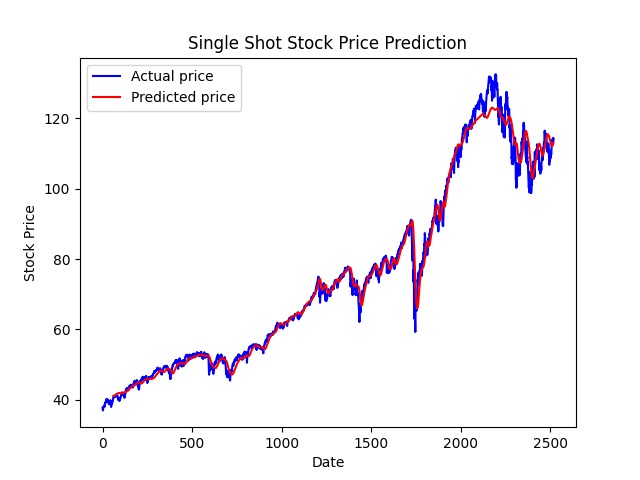 Single Shot Stock Price Prediction
Actual price
Predicted price
Stock Price
120
100
80
60
40
0 500 1000 1500 2000 2500
Date